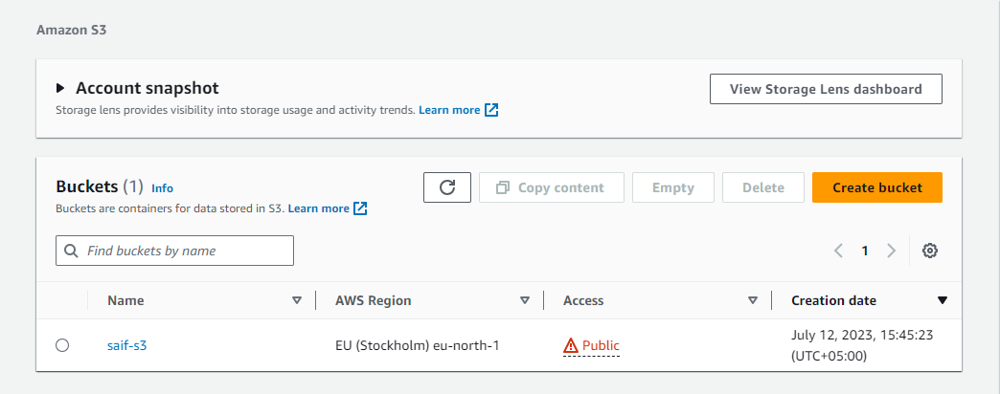 Amazon S3
Account snapshot
View Storage Lens dashboard
Storage lens provides visibility into storage usage and activity trends. Learn more
Buckets (1) Info
Copy content
Empty
Delete
Create bucket
Buckets are containers for data stored in S3. Learn more
Find buckets by name
1
Name AWS Region Access Creation date
saif-s3 EU (Stockholm) eu-north-1 Public July 12, 2023, 15:45:23
(UTC+05:00)